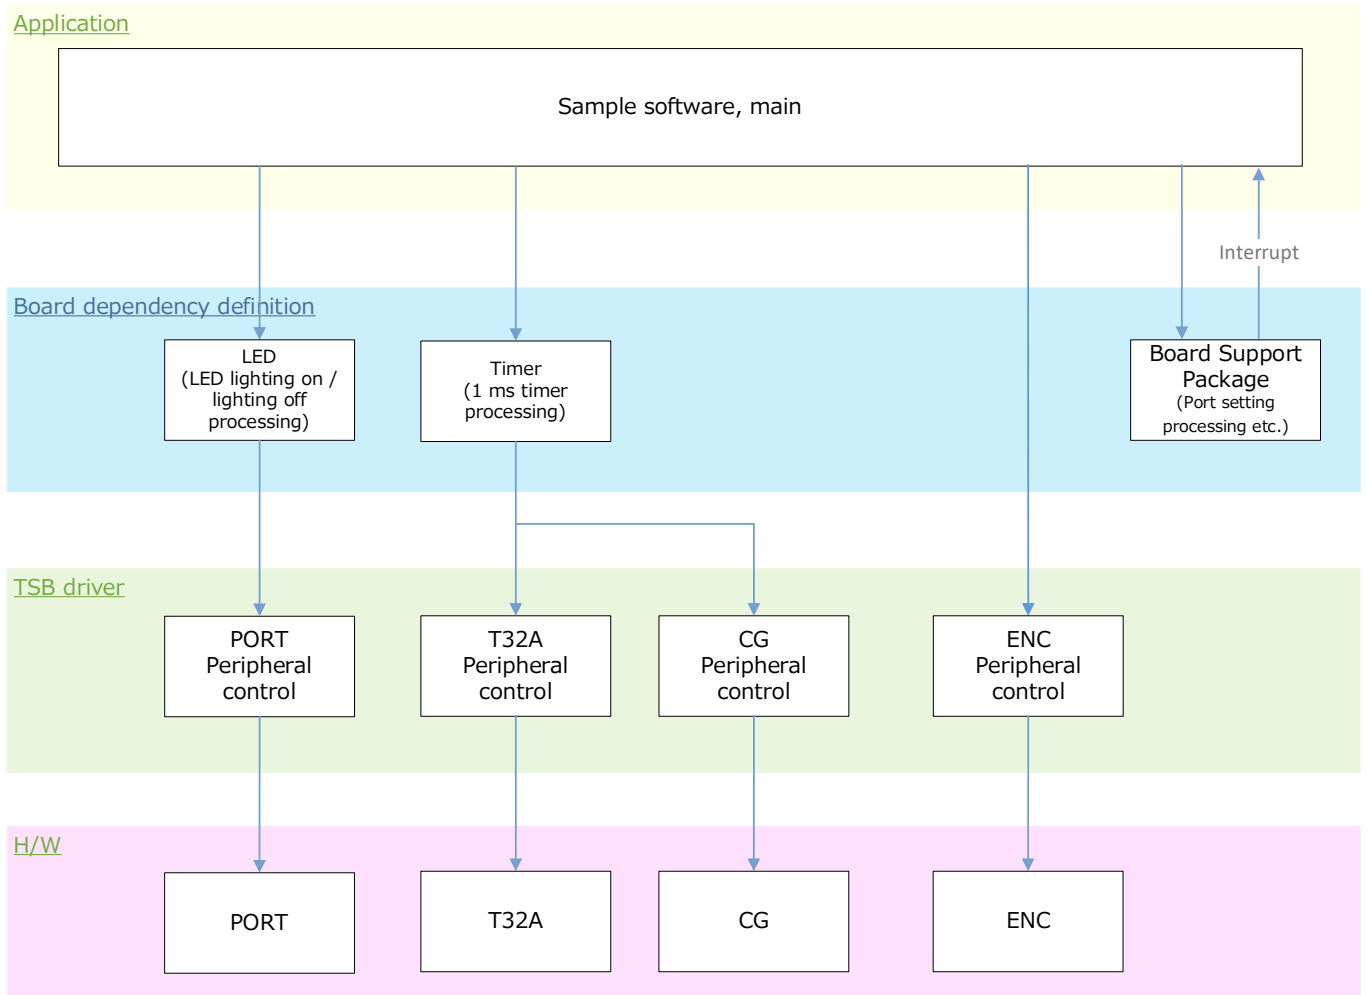 Application
Sample software, main
Interrupt
Board dependency definition
LED
(LED lighting on /
lighting off
processing)
Timer
(1 ms timer
processing)
Board Support
Package
(Port setting
processing etc.)
TSB driver
PORT
Peripheral
control
T32A
Peripheral
control
CG
Peripheral
control
ENC
Peripheral
control
H/W
PORT
T32A
CG
ENC